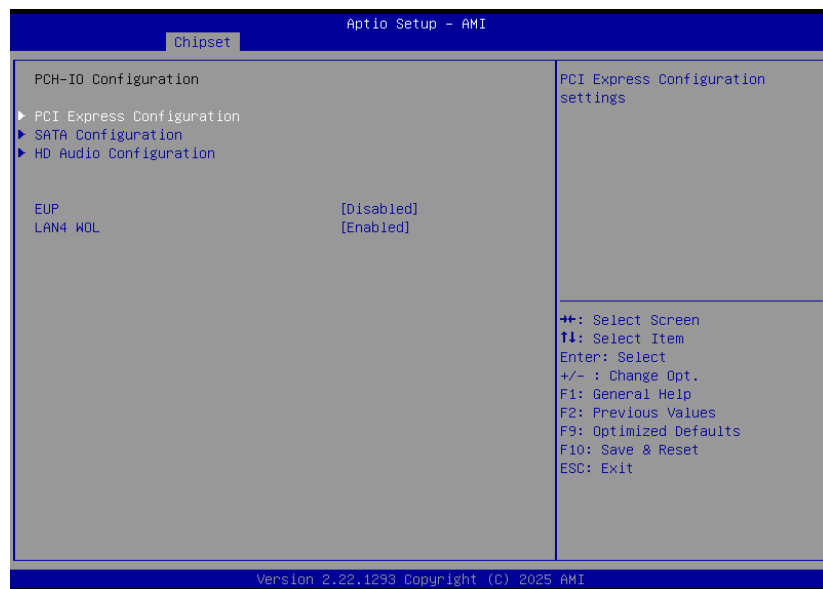 Aptio Setup – AMI
Chipset
PCH-IO Configuration
▶ PCI Express Configuration
▶ SATA Configuration
▶ HD Audio Configuration
EUP [Disabled]
LAN4 WOL [Enabled]
PCI Express Configuration
settings
→←: Select Screen
↑↓: Select Item
Enter: Select
+/- : Change Opt.
F1: General Help
F2: Previous Values
F9: Optimized Defaults
F10: Save & Reset
ESC: Exit
Version 2.22.1293 Copyright (C) 2025 AMI